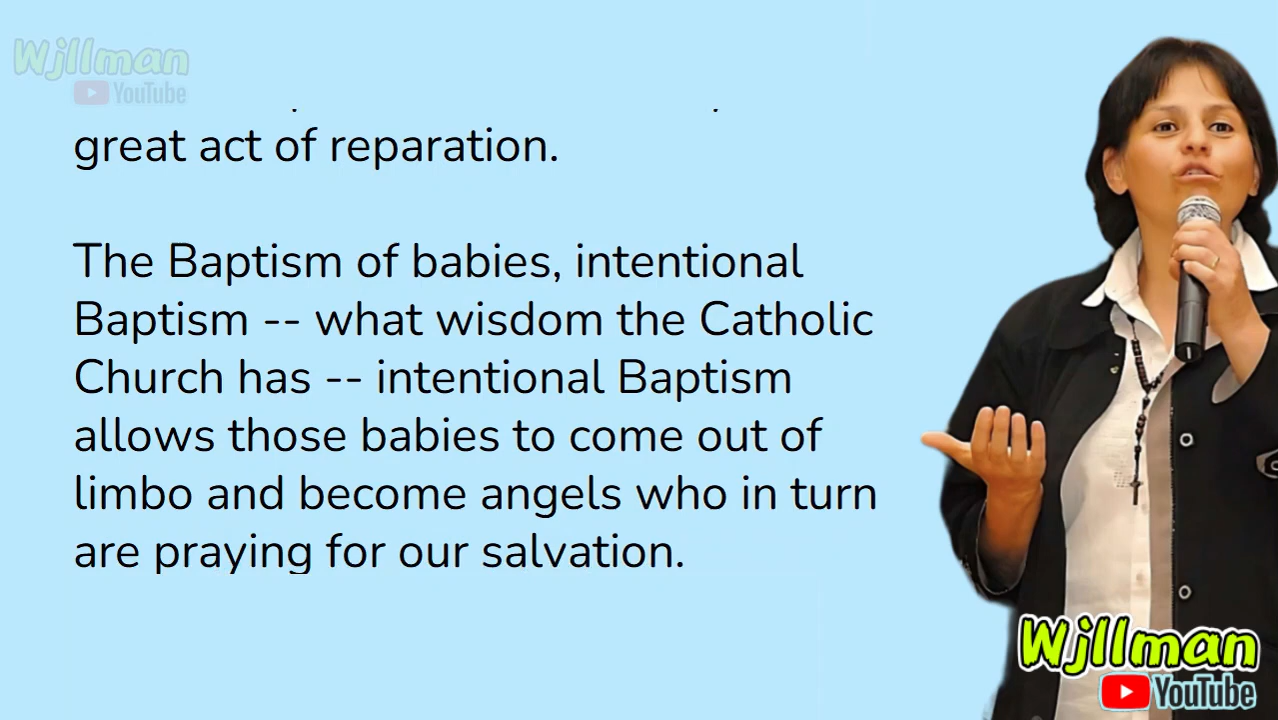 Wjllman
YouTube
great act of reparation.
The Baptism of babies, intentional
Baptism -- what wisdom the Catholic
Church has -- intentional Baptism
allows those babies to come out of
limbo and become angels who in turn
are praying for our salvation.
Wjllman
YouTube